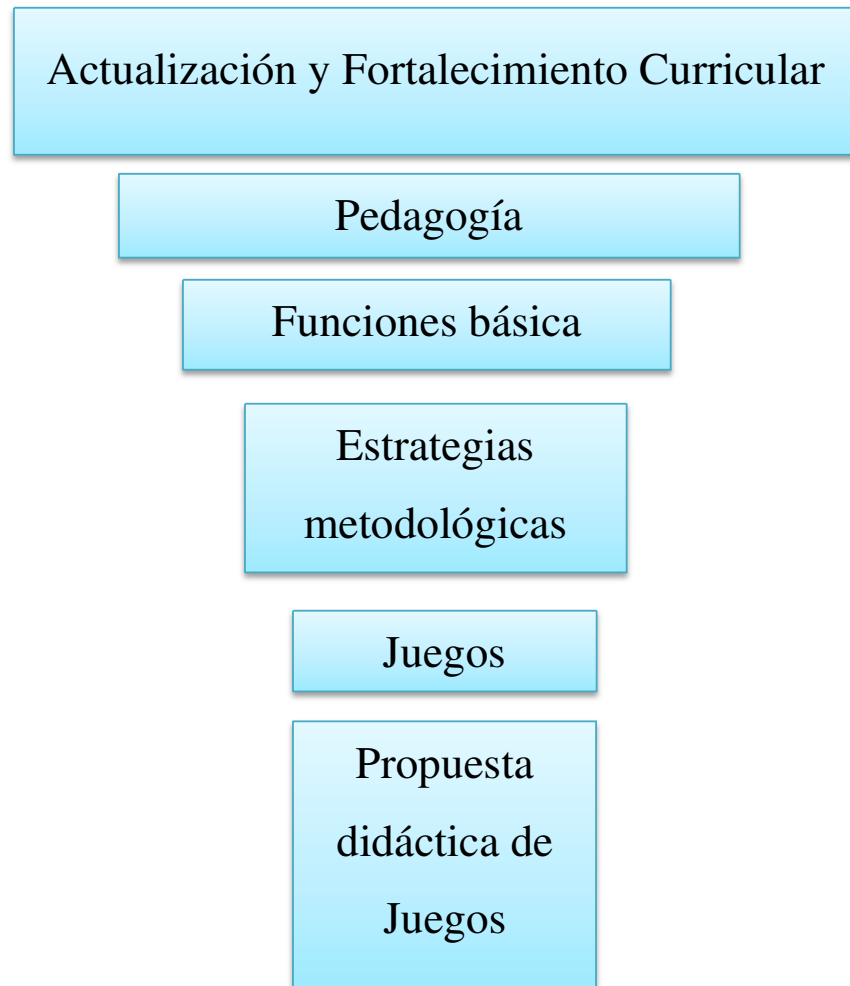 Actualización y Fortalecimiento Curricular
Pedagogía
Funciones básica
Estrategias
metodológicas
Juegos
Propuesta
didáctica de
Juegos